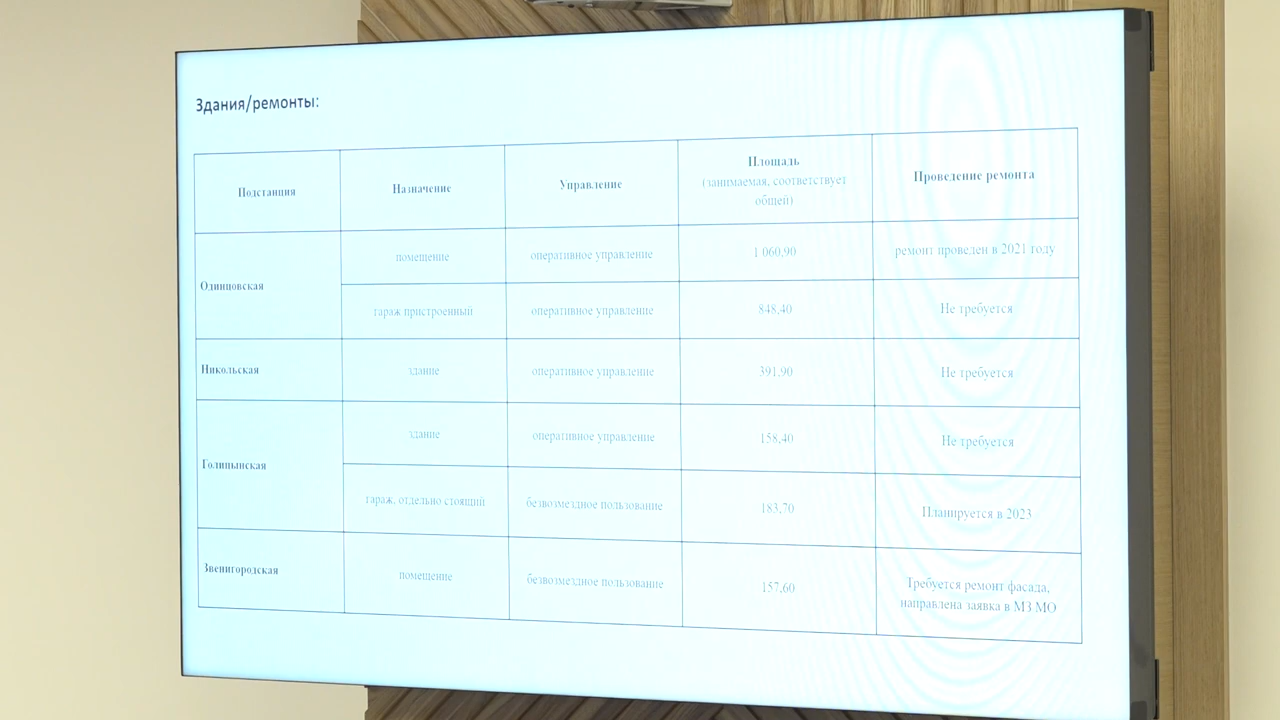 Здания/ремонты:
Подстанция
Назначение
Управление
Площадь
(занимаемая, соответствует
общей)
Проведение ремонта
Одинцовская
помещение
оперативное управление
1 060,90
ремонт проведен в 2021 году
гараж пристроенный
оперативное управление
848,40
Не требуется
Никольская
здание
оперативное управление
391,90
Не требуется
Голицынская
здание
оперативное управление
158,40
Не требуется
гараж, отдельно стоящий
безвозмездное пользование
183,70
Планируется в 2023
Звенигородская
помещение
безвозмездное пользование
157,60
Требуется ремонт фасада,
направлена заявка в МЗ МО